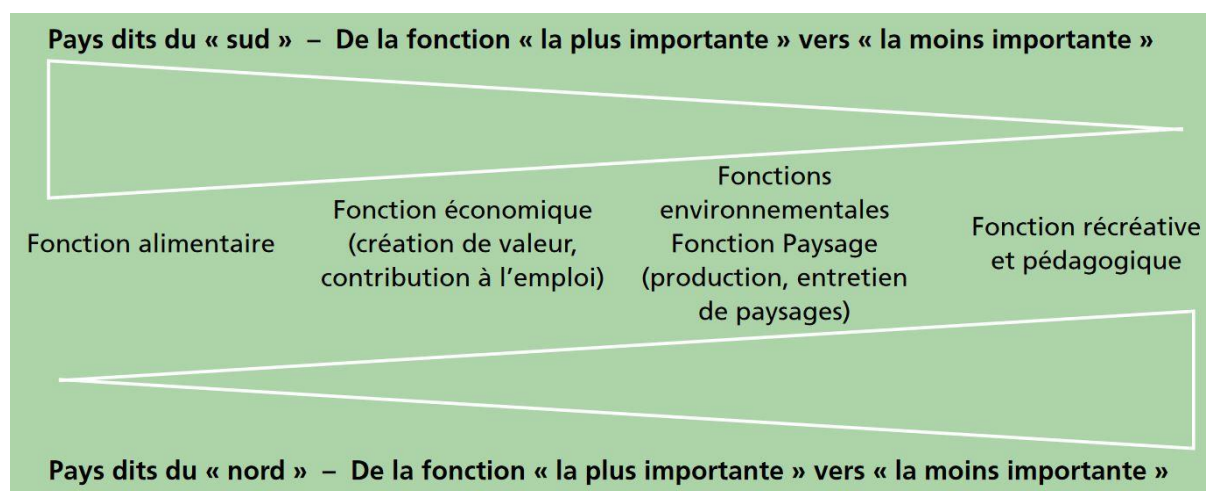 Pays dits du « sud » – De la fonction « la plus importante » vers « la moins importante »
Fonction alimentaire
Fonction économique
(création de valeur,
contribution à l'emploi)
Fonctions
environnementales
Fonction Paysage
(production, entretien
de paysages)
Fonction récréative
et pédagogique
Pays dits du « nord » – De la fonction « la plus importante » vers « la moins importante »